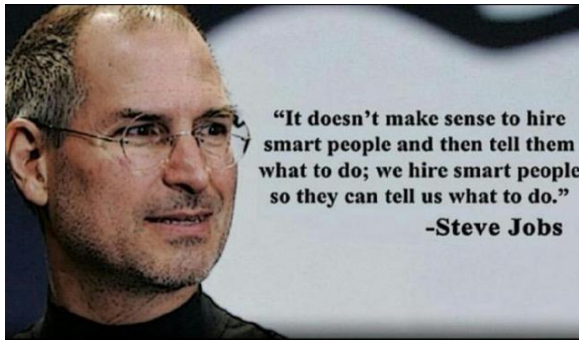 “It doesn’t make sense to hire
smart people and then tell them
what to do; we hire smart people
so they can tell us what to do.”
-Steve Jobs